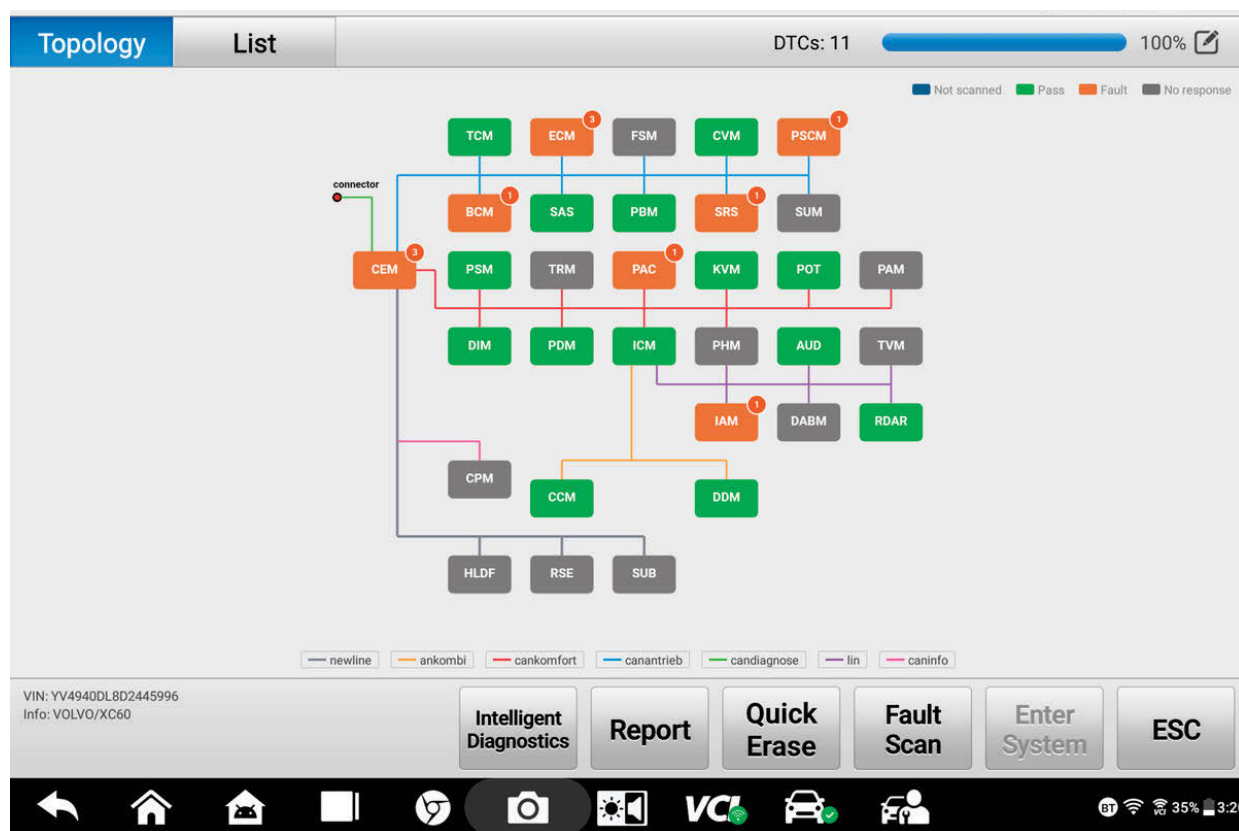 Topology
List
DTCs: 11
100%
Not scanned
Pass
Fault
No response
TCM
ECM
3
FSM
CVM
PSCM
1
connector
BCM
1
SAS
PBM
SRS
1
SUM
CEM
3
PSM
TRM
PAC
1
KVM
POT
PAM
DIM
PDM
ICM
PHM
AUD
TVM
IAM
1
DABM
RDAR
CPM
CCM
DDM
HLDF
RSE
SUB
newline
ankombi
cankomfort
canantrieb
candiagnose
lin
caninfo
VIN: YV4940DL8D2445996
Info: VOLVO/XC60
Intelligent
Diagnostics
Report
Quick
Erase
Fault
Scan
Enter
System
ESC
VCI
BT
VCI
35%